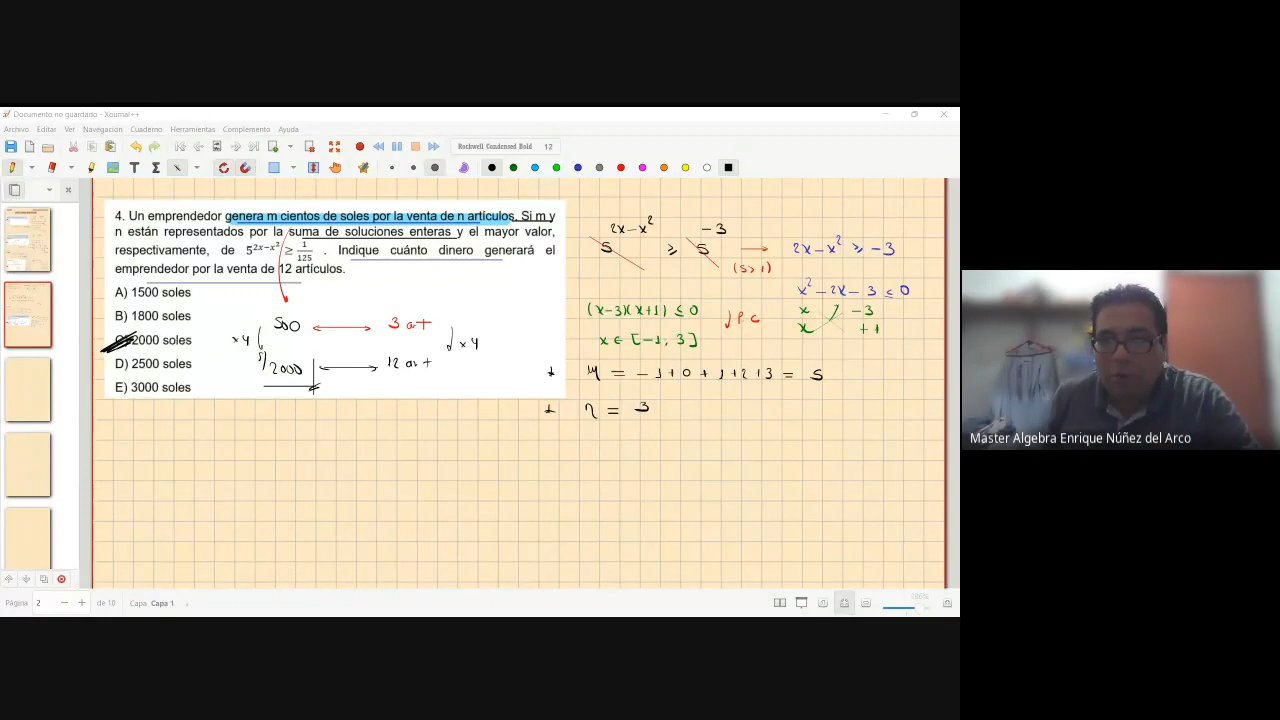 Documento no guardado - Xournal++
Archivo Editar Ver Navegación Cuaderno Herramientas Complemento Ayuda
Rockwell Condensed Bold 12
4. Un emprendedor genera m cientos de soles por la venta de n artículos. Si m y
n están representados por la suma de soluciones enteras y el mayor valor,
respectivamente, de 5^{2x−x²} ≥ 1/125 . Indique cuánto dinero generará el
emprendedor por la venta de 12 artículos.
A) 1500 soles
B) 1800 soles
C) 2000 soles
D) 2500 soles
E) 3000 soles
500 ↔ 3 art
x4 x4
S/ 2000 ↔ 12 art
5^{2x−x²} ≥ 5^{−3} → 2x−x² ≥ −3
(5>1)
x²−2x−3 ≤ 0
x −3
x +1
(x−3)(x+1) ≤ 0 ↓ P.C
x ∈ [−1, 3]
* m = −1+0+1+2+3 = 5
* n = 3
Master Algebra Enrique Núñez del Arco
Página 2 de 10 Capa Capa 1
186%